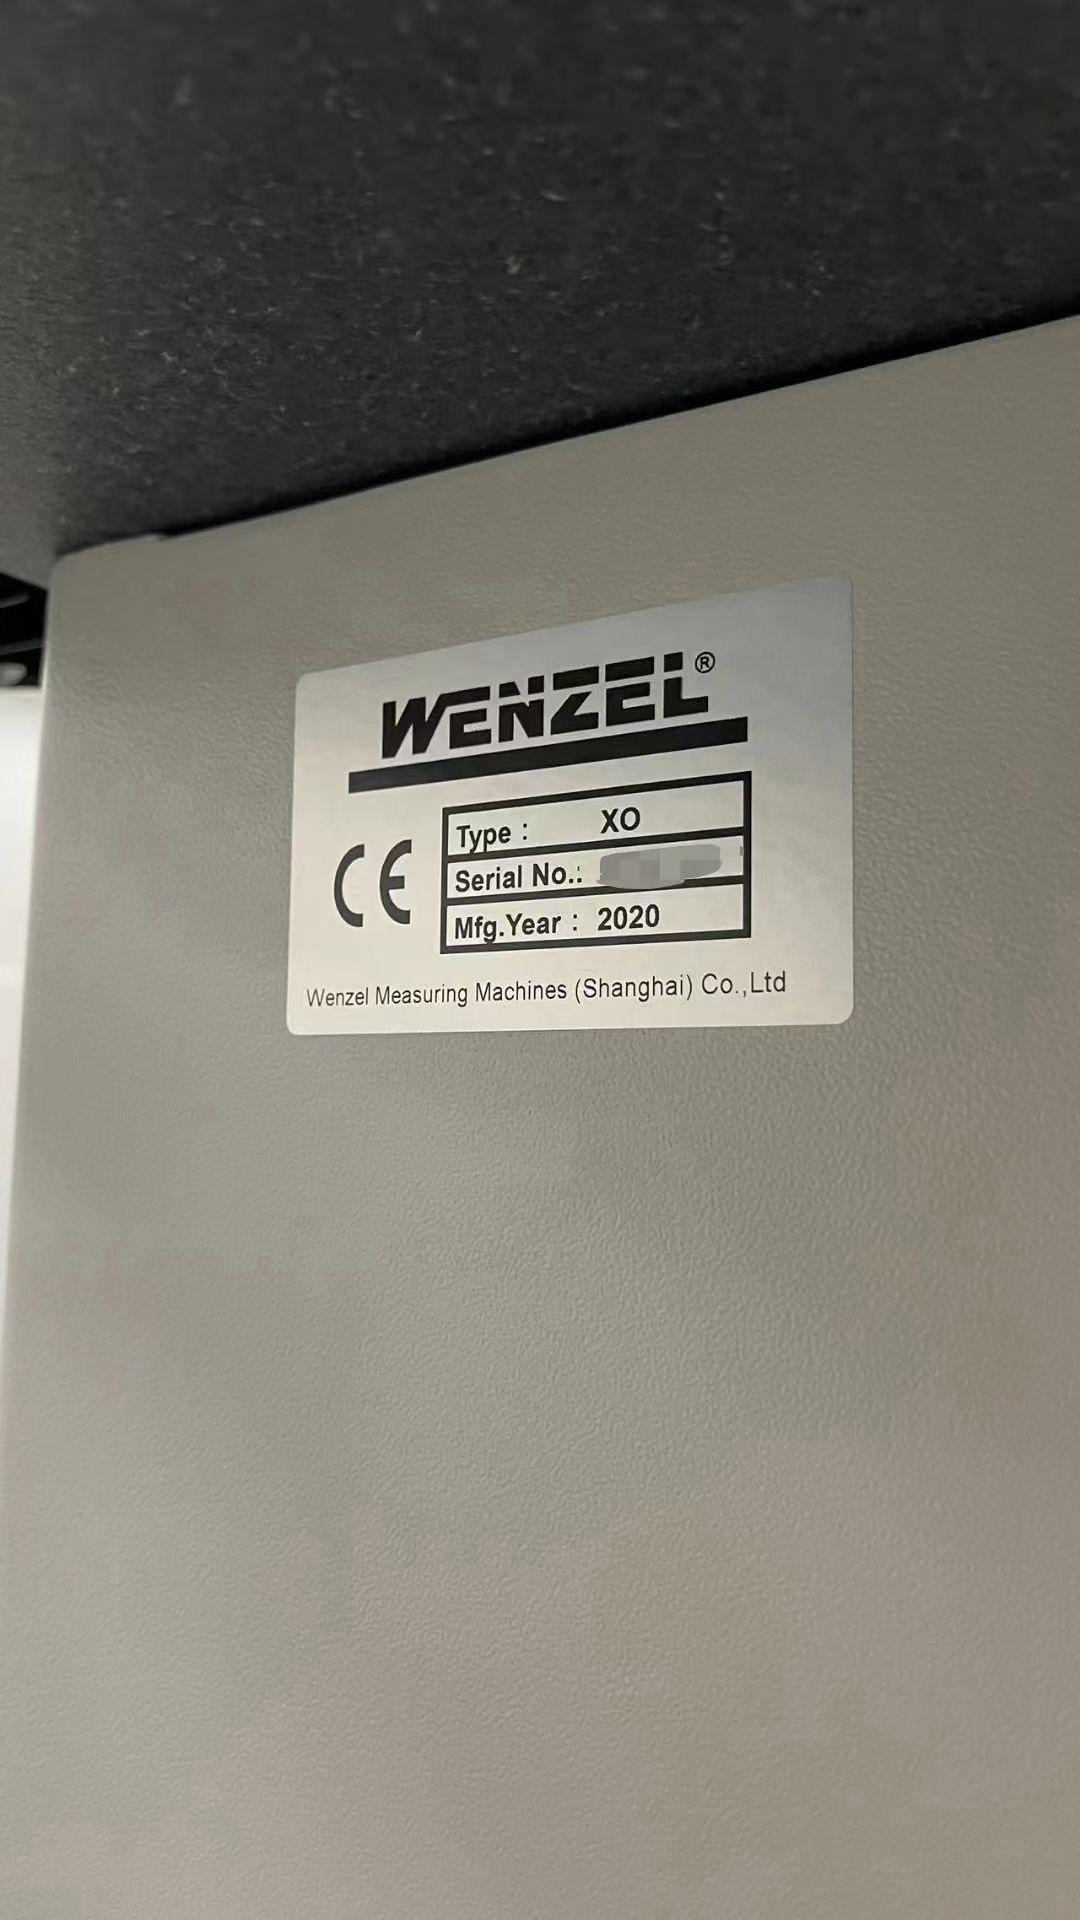 WENZEL®
CE
Type : XO
Serial No.:
Mfg.Year : 2020
Wenzel Measuring Machines (Shanghai) Co.,Ltd